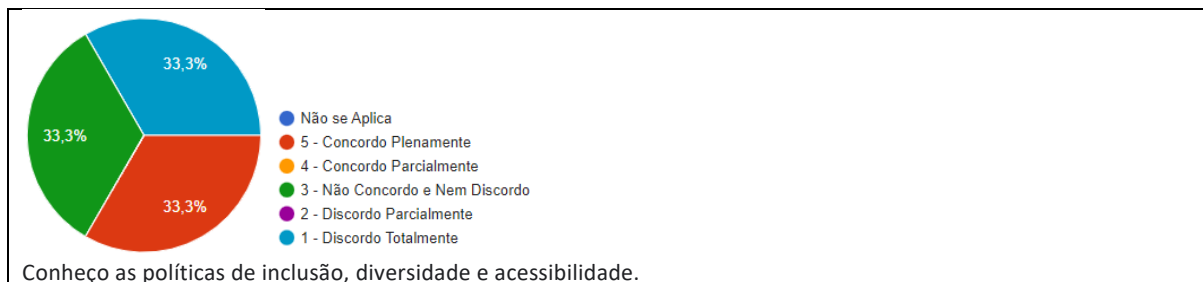 33,3%
33,3%
33,3%
Não se Aplica
5 - Concordo Plenamente
4 - Concordo Parcialmente
3 - Não Concordo e Nem Discordo
2 - Discordo Parcialmente
1 - Discordo Totalmente
Conheço as políticas de inclusão, diversidade e acessibilidade.